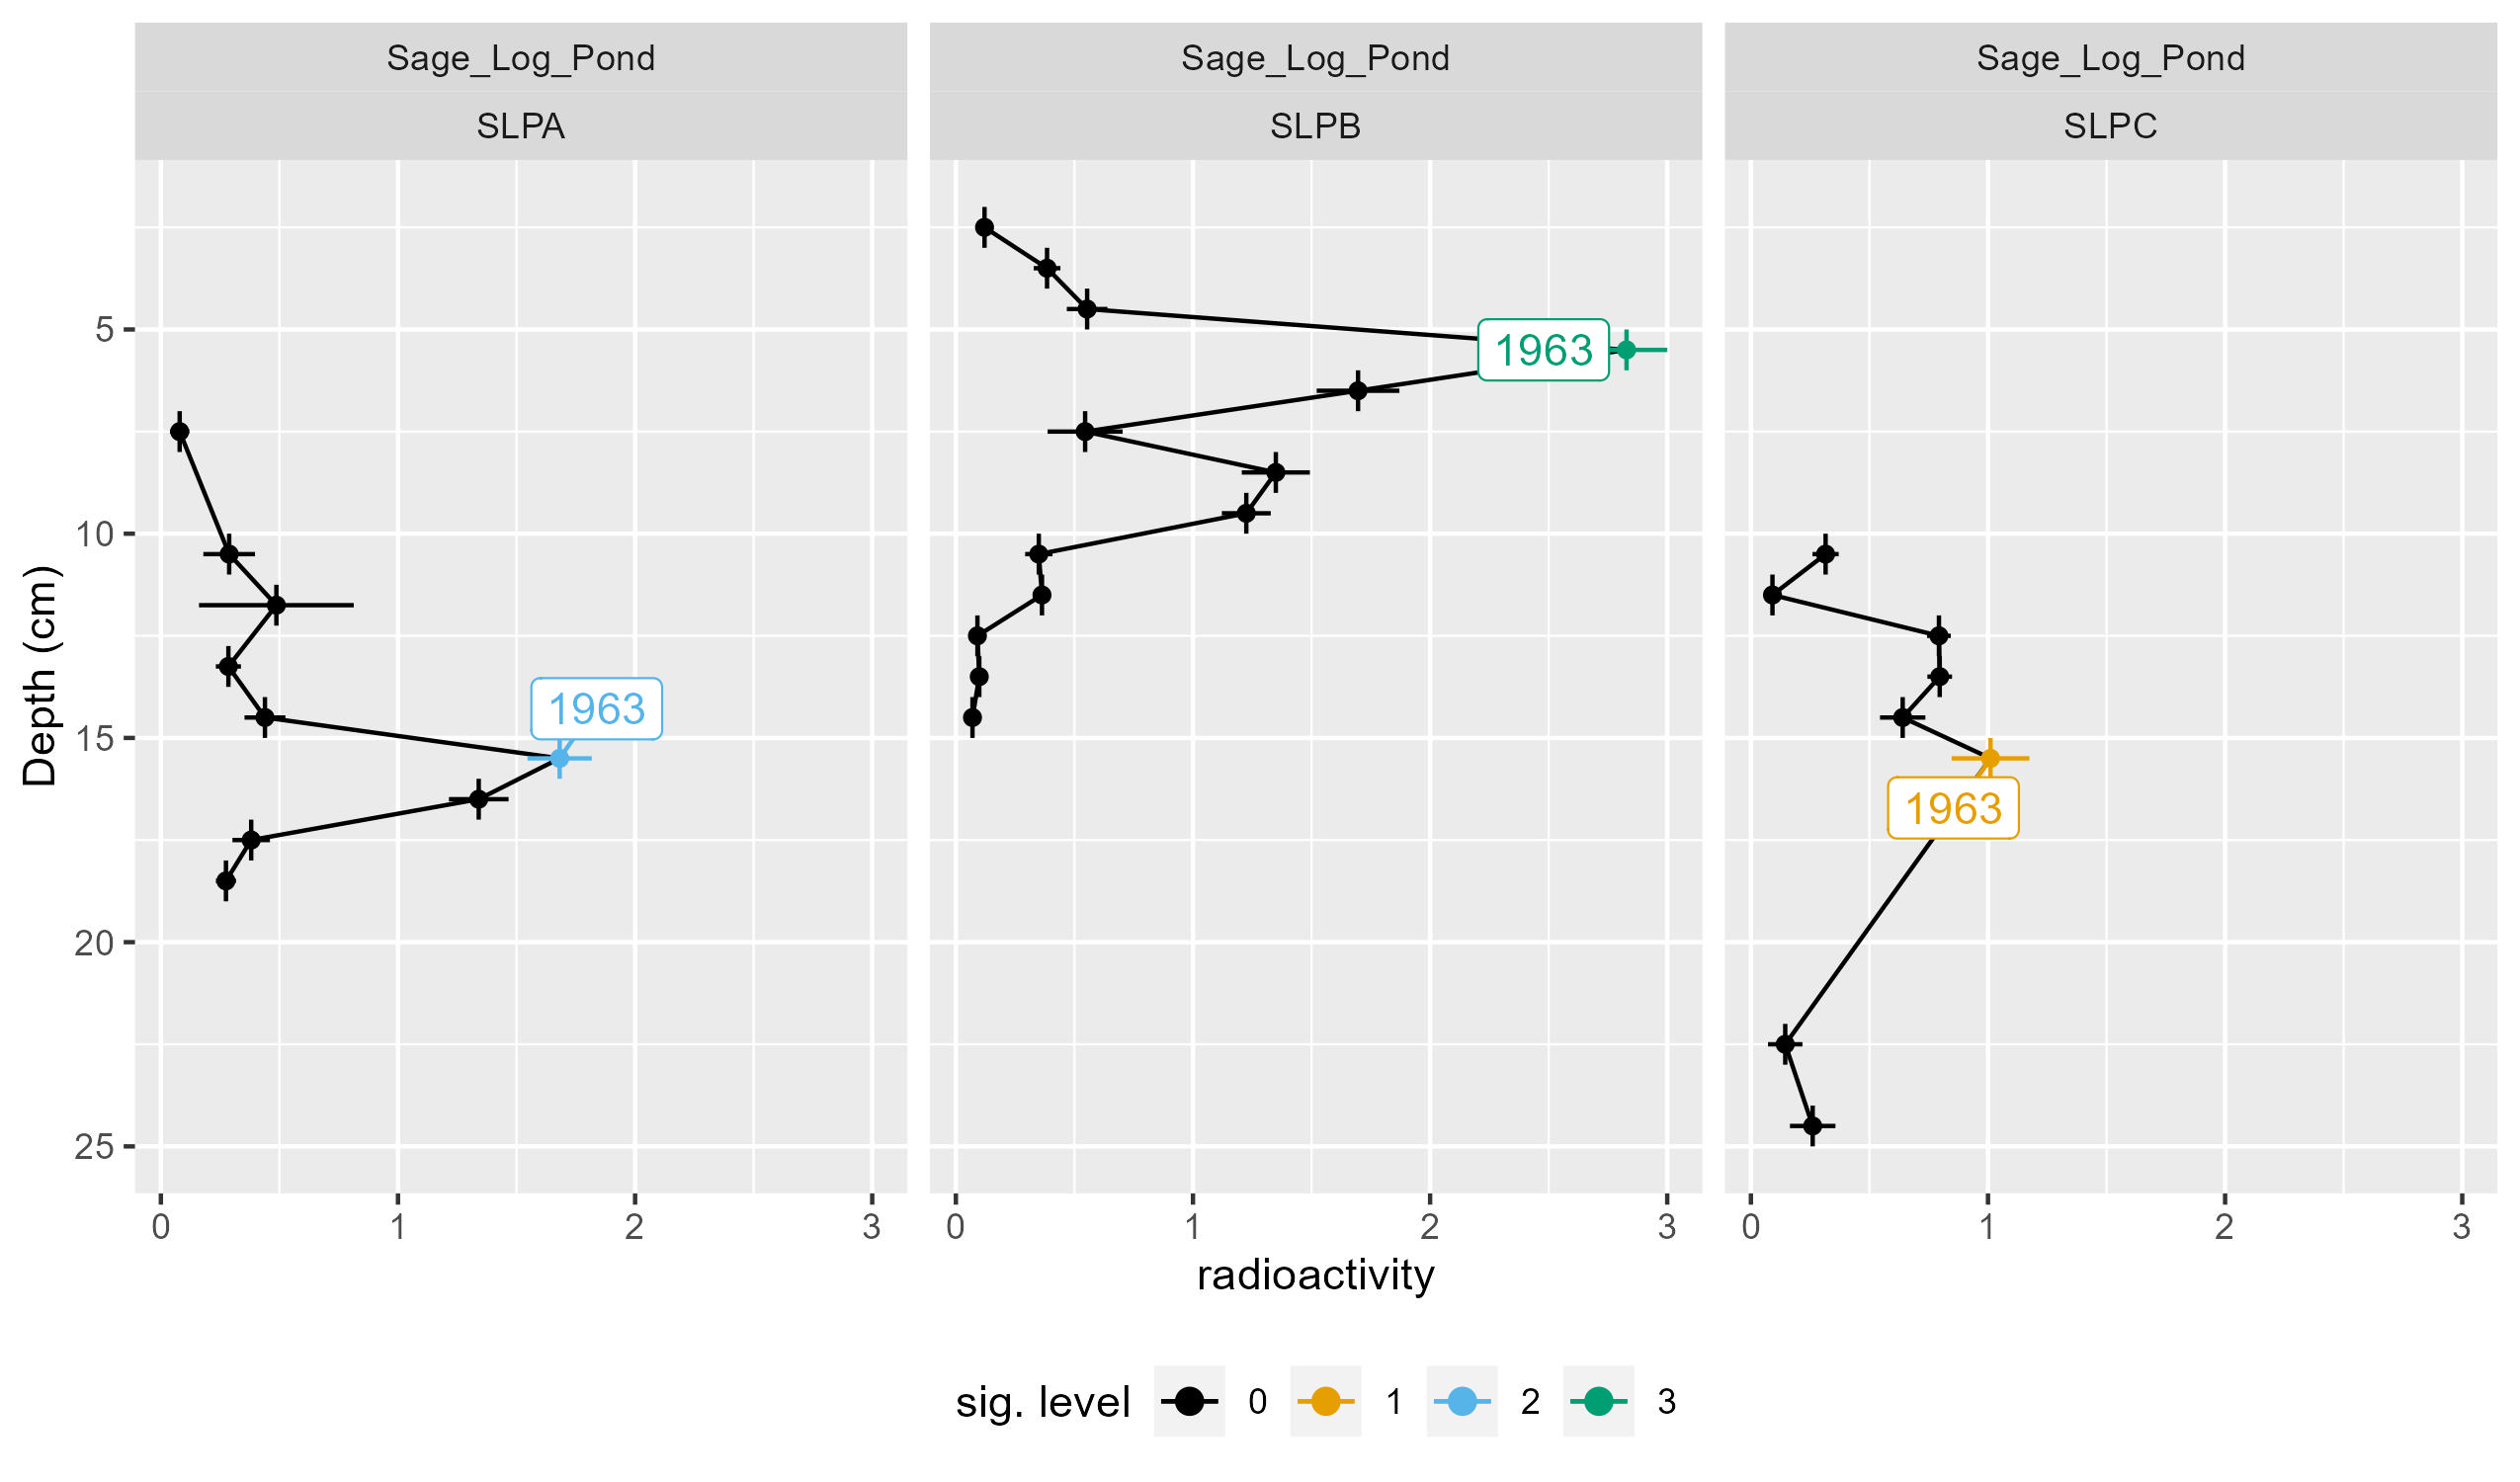 Sage_Log_Pond Sage_Log_Pond Sage_Log_Pond
SLPA SLPB SLPC
5
10
15
20
25
Depth (cm)
1963
1963
1963
0 1 2 3 0 1 2 3 0 1 2 3
radioactivity
sig. level 0 1 2 3